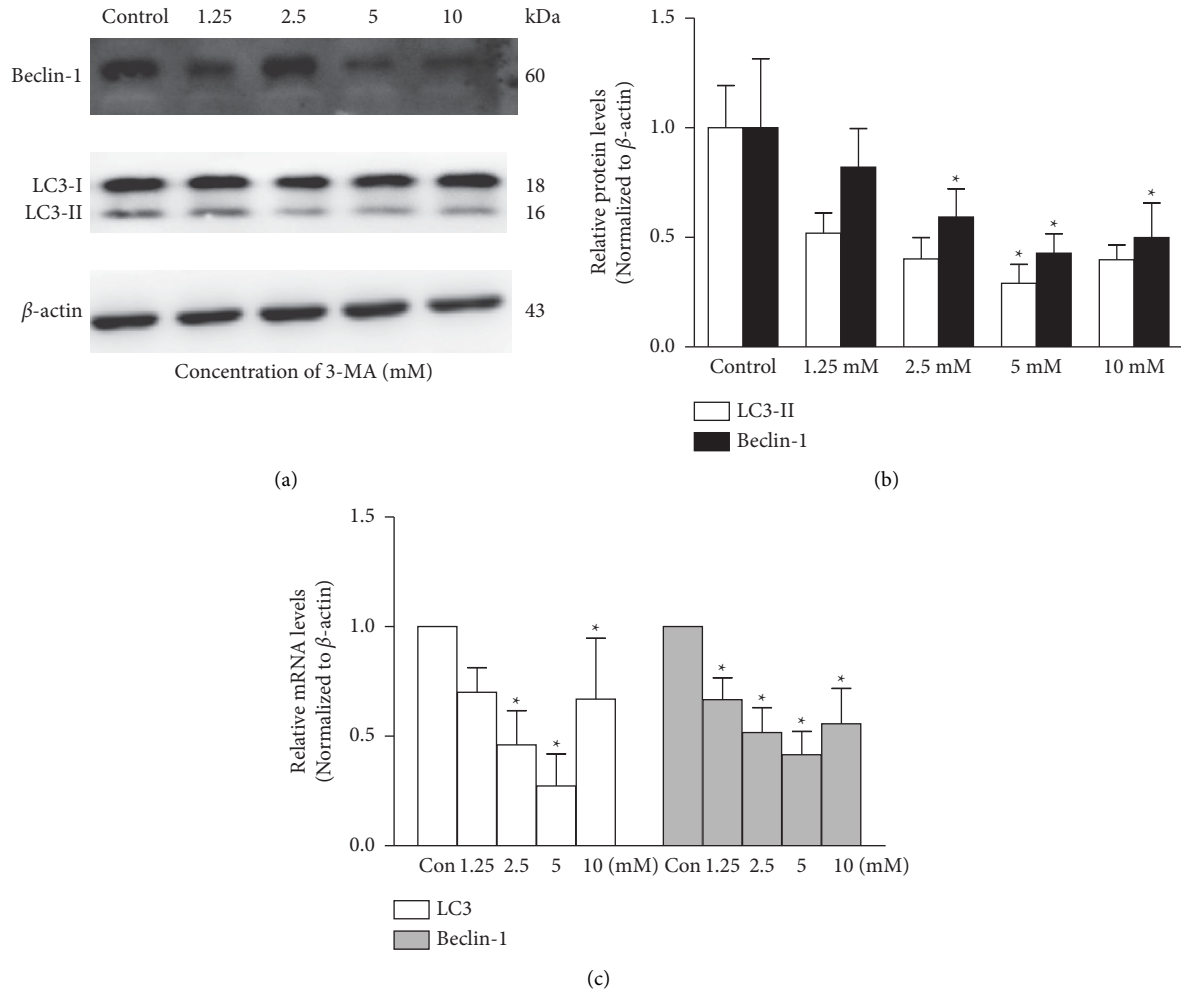 Control 1.25 2.5 5 10 kDa
Beclin-1 60
LC3-I 18
LC3-II 16
β-actin 43
Concentration of 3-MA (mM)
(a)
Relative protein levels
(Normalized to β-actin)
1.5
1.0
0.5
0.0
* * * *
Control 1.25 mM 2.5 mM 5 mM 10 mM
LC3-II
Beclin-1
(b)
Relative mRNA levels
(Normalized to β-actin)
1.5
1.0
0.5
0.0
* * * * * * *
Con 1.25 2.5 5 10 (mM) Con 1.25 2.5 5 10 (mM)
LC3
Beclin-1
(c)